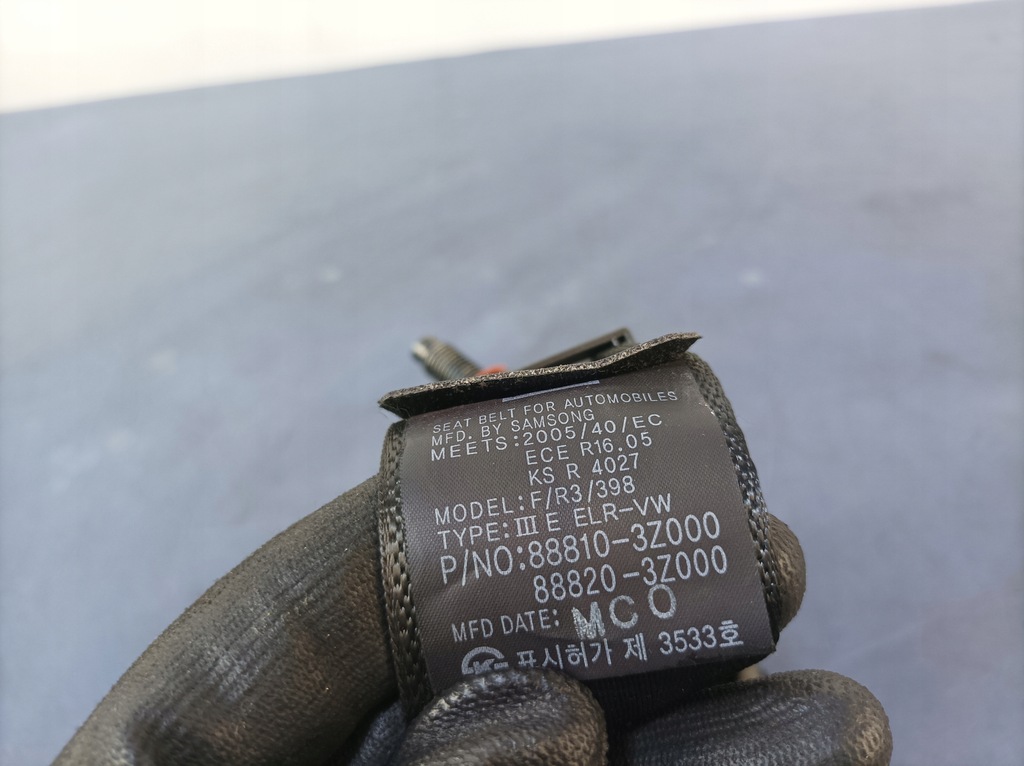 SEAT BELT FOR AUTOMOBILES
MFD. BY SAMSONG
MEETS:2005/40/EC
ECE R16.05
KS R 4027
MODEL:F/R3/398
TYPE:Ⅲ E ELR-VW
P/NO:88810-3Z000
88820-3Z000
MFD DATE: MCO
표시허가 제 3533호